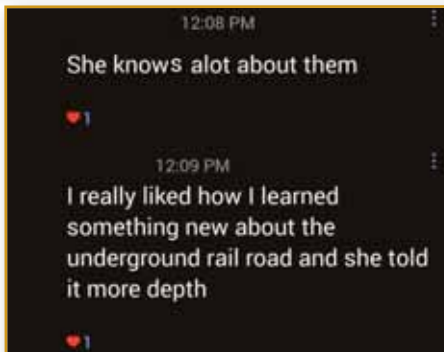 12:08 PM
She knows alot about them
1
12:09 PM
I really liked how I learned
something new about the
underground rail road and she told
it more depth
1